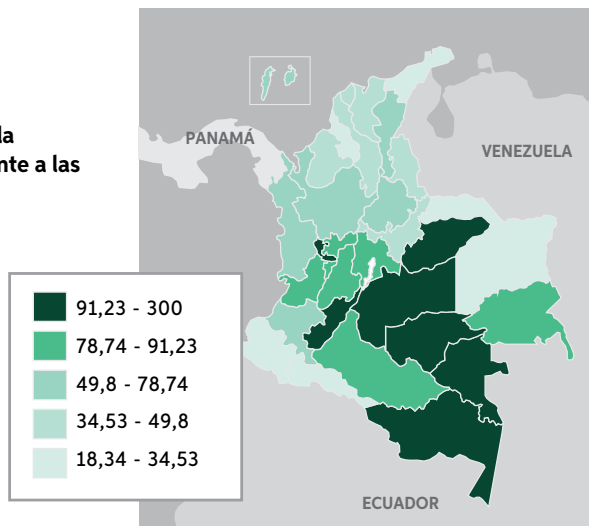 la
nte a las
PANAMÁ
VENEZUELA
91,23 - 300
78,74 - 91,23
49,8 - 78,74
34,53 - 49,8
18,34 - 34,53
ECUADOR